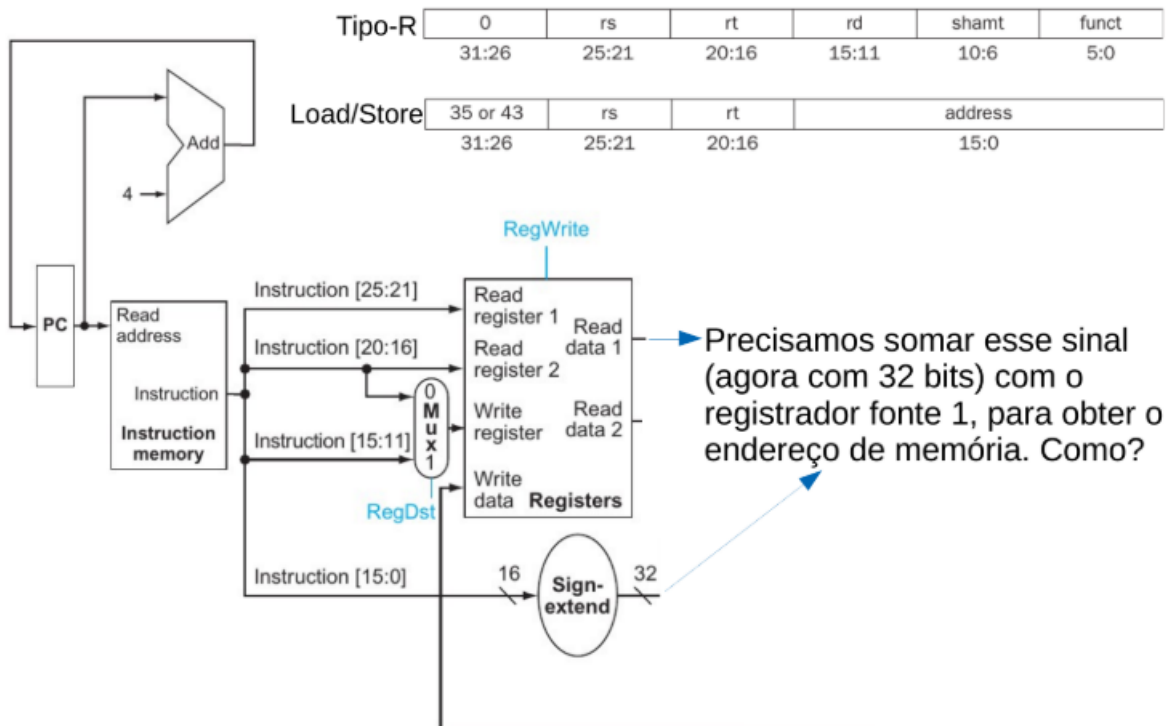 Tipo-R 0 rs rt rd shamt funct
31:26 25:21 20:16 15:11 10:6 5:0
Load/Store 35 or 43 rs rt address
31:26 25:21 20:16 15:0
Add
4
PC
Read
address
Instruction
Instruction
memory
Instruction [25:21]
Instruction [20:16]
Instruction [15:11]
Instruction [15:0]
0
M
u
x
1
RegDst
RegWrite
Read
register 1
Read
register 2
Write
register
Write
data
Registers
Read
data 1
Read
data 2
16
Sign-
extend
32
Precisamos somar esse sinal
(agora com 32 bits) com o
registrador fonte 1, para obter o
endereço de memória. Como?